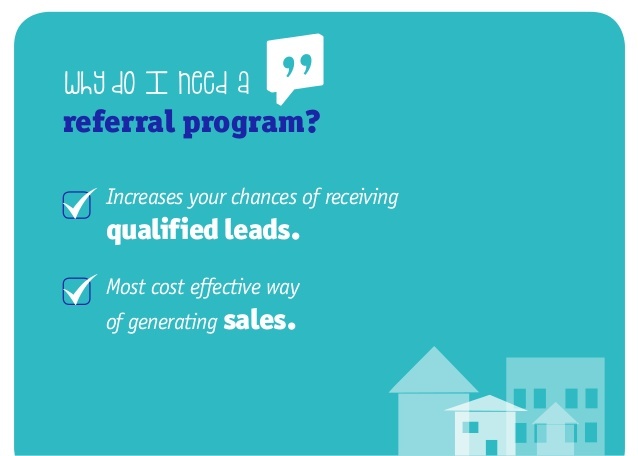 Why do I need a ”
referral program?
Increases your chances of receiving
qualified leads.
Most cost effective way
of generating sales.